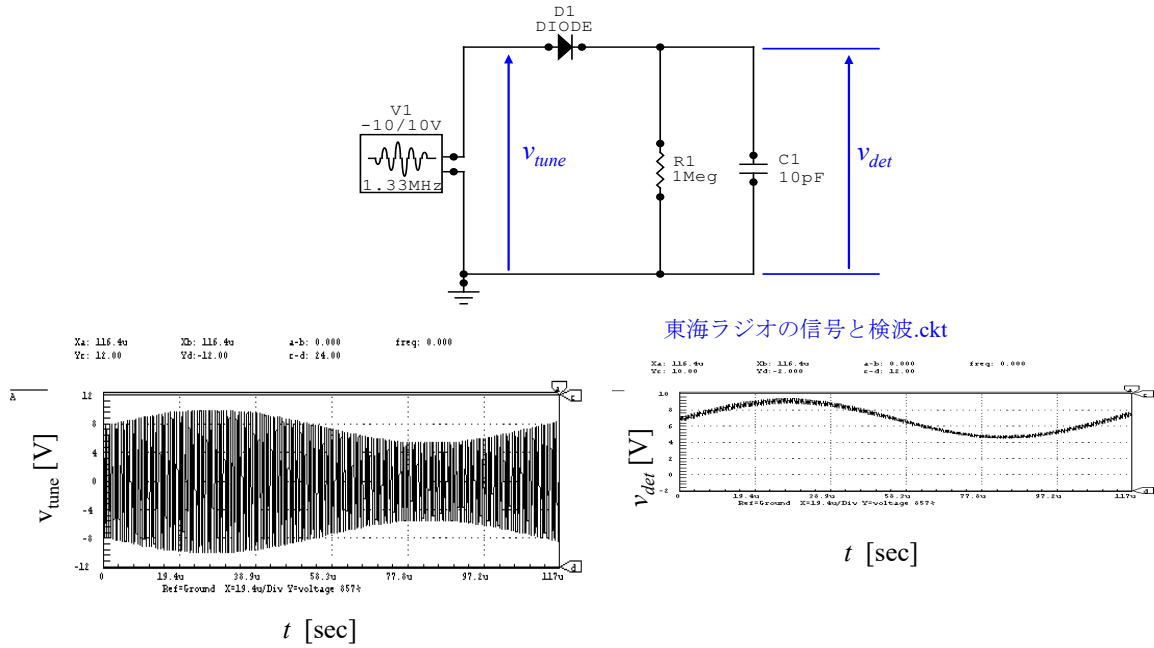 D1
DIODE
V1
-10/10V
1.33MHz
v_tune
R1
1Meg
C1
10pF
v_det
東海ラジオの信号と検波.ckt
Xa: 116.4u Xb: 116.4u a-b: 0.000 freq: 0.000
Yc: 12.00 Yd:-12.00 c-d: 24.00
A
a
c
12
8
4
0
-4
-8
-12
d
0 19.4u 38.9u 58.3u 77.8u 97.2u 117u
Ref=Ground X=19.4u/Div Y=voltage 857%
V_tune [V]
t [sec]
Xa: 116.4u Xb: 116.4u a-b: 0.000 freq: 0.000
Yc: 10.00 Yd:-2.000 c-d: 12.00
a
c
10
8
6
4
2
0
-2
d
0 19.4u 38.9u 58.3u 77.8u 97.2u 117u
Ref=Ground X=19.4u/Div Y=voltage 857%
v_det [V]
t [sec]